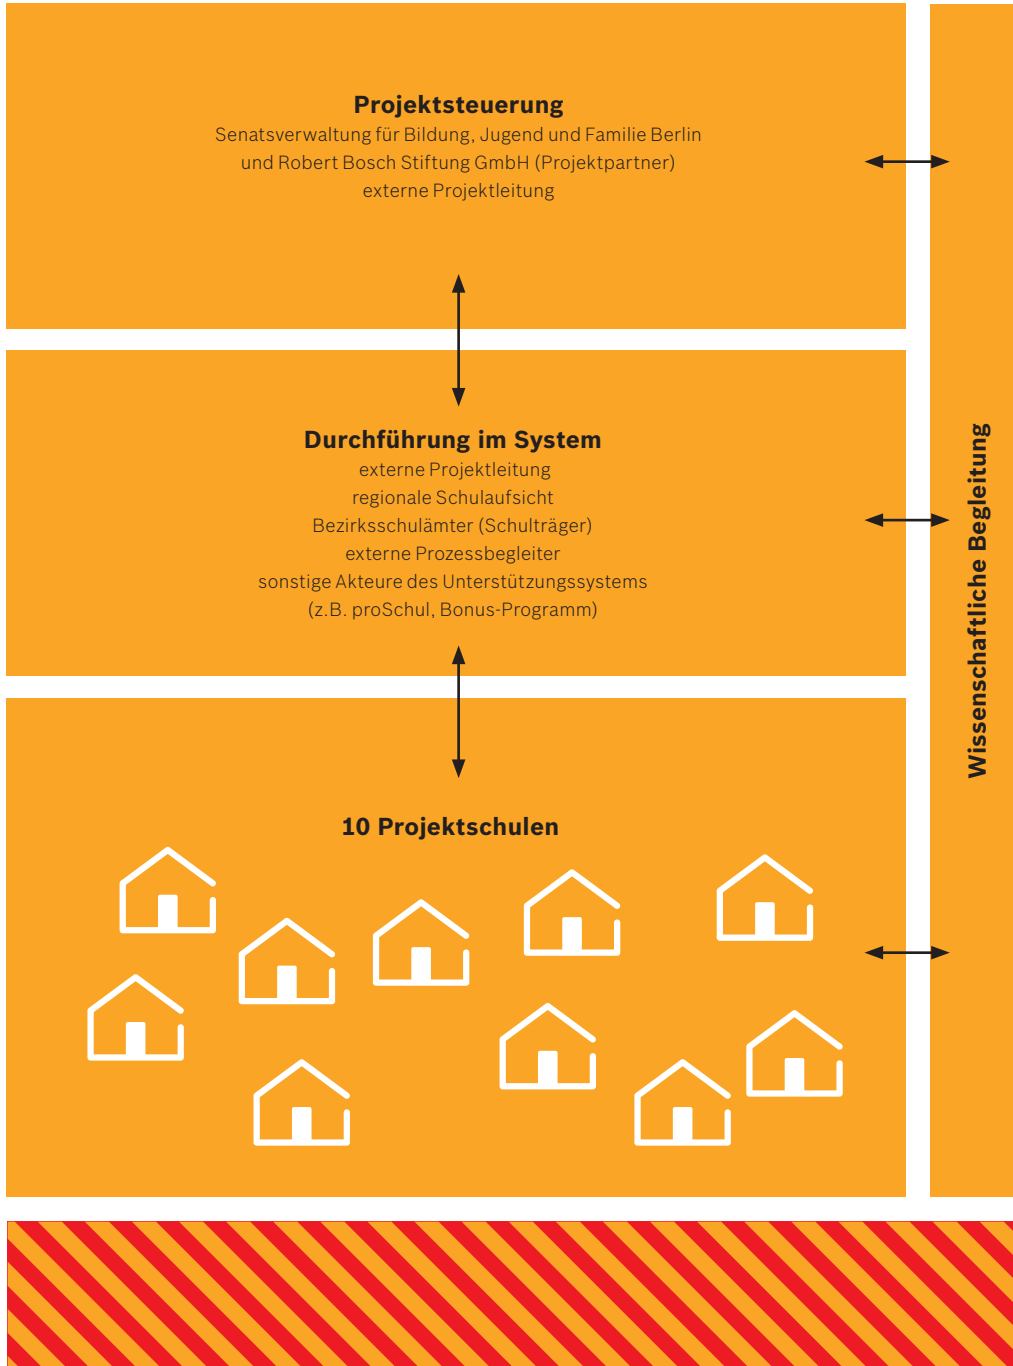 Projektsteuerung
Senatsverwaltung für Bildung, Jugend und Familie Berlin
und Robert Bosch Stiftung GmbH (Projektpartner)
externe Projektleitung
Durchführung im System
externe Projektleitung
regionale Schulaufsicht
Bezirksschulämter (Schulträger)
externe Prozessbegleiter
sonstige Akteure des Unterstützungssystems
(z.B. proSchul, Bonus-Programm)
10 Projektschulen
Wissenschaftliche Begleitung